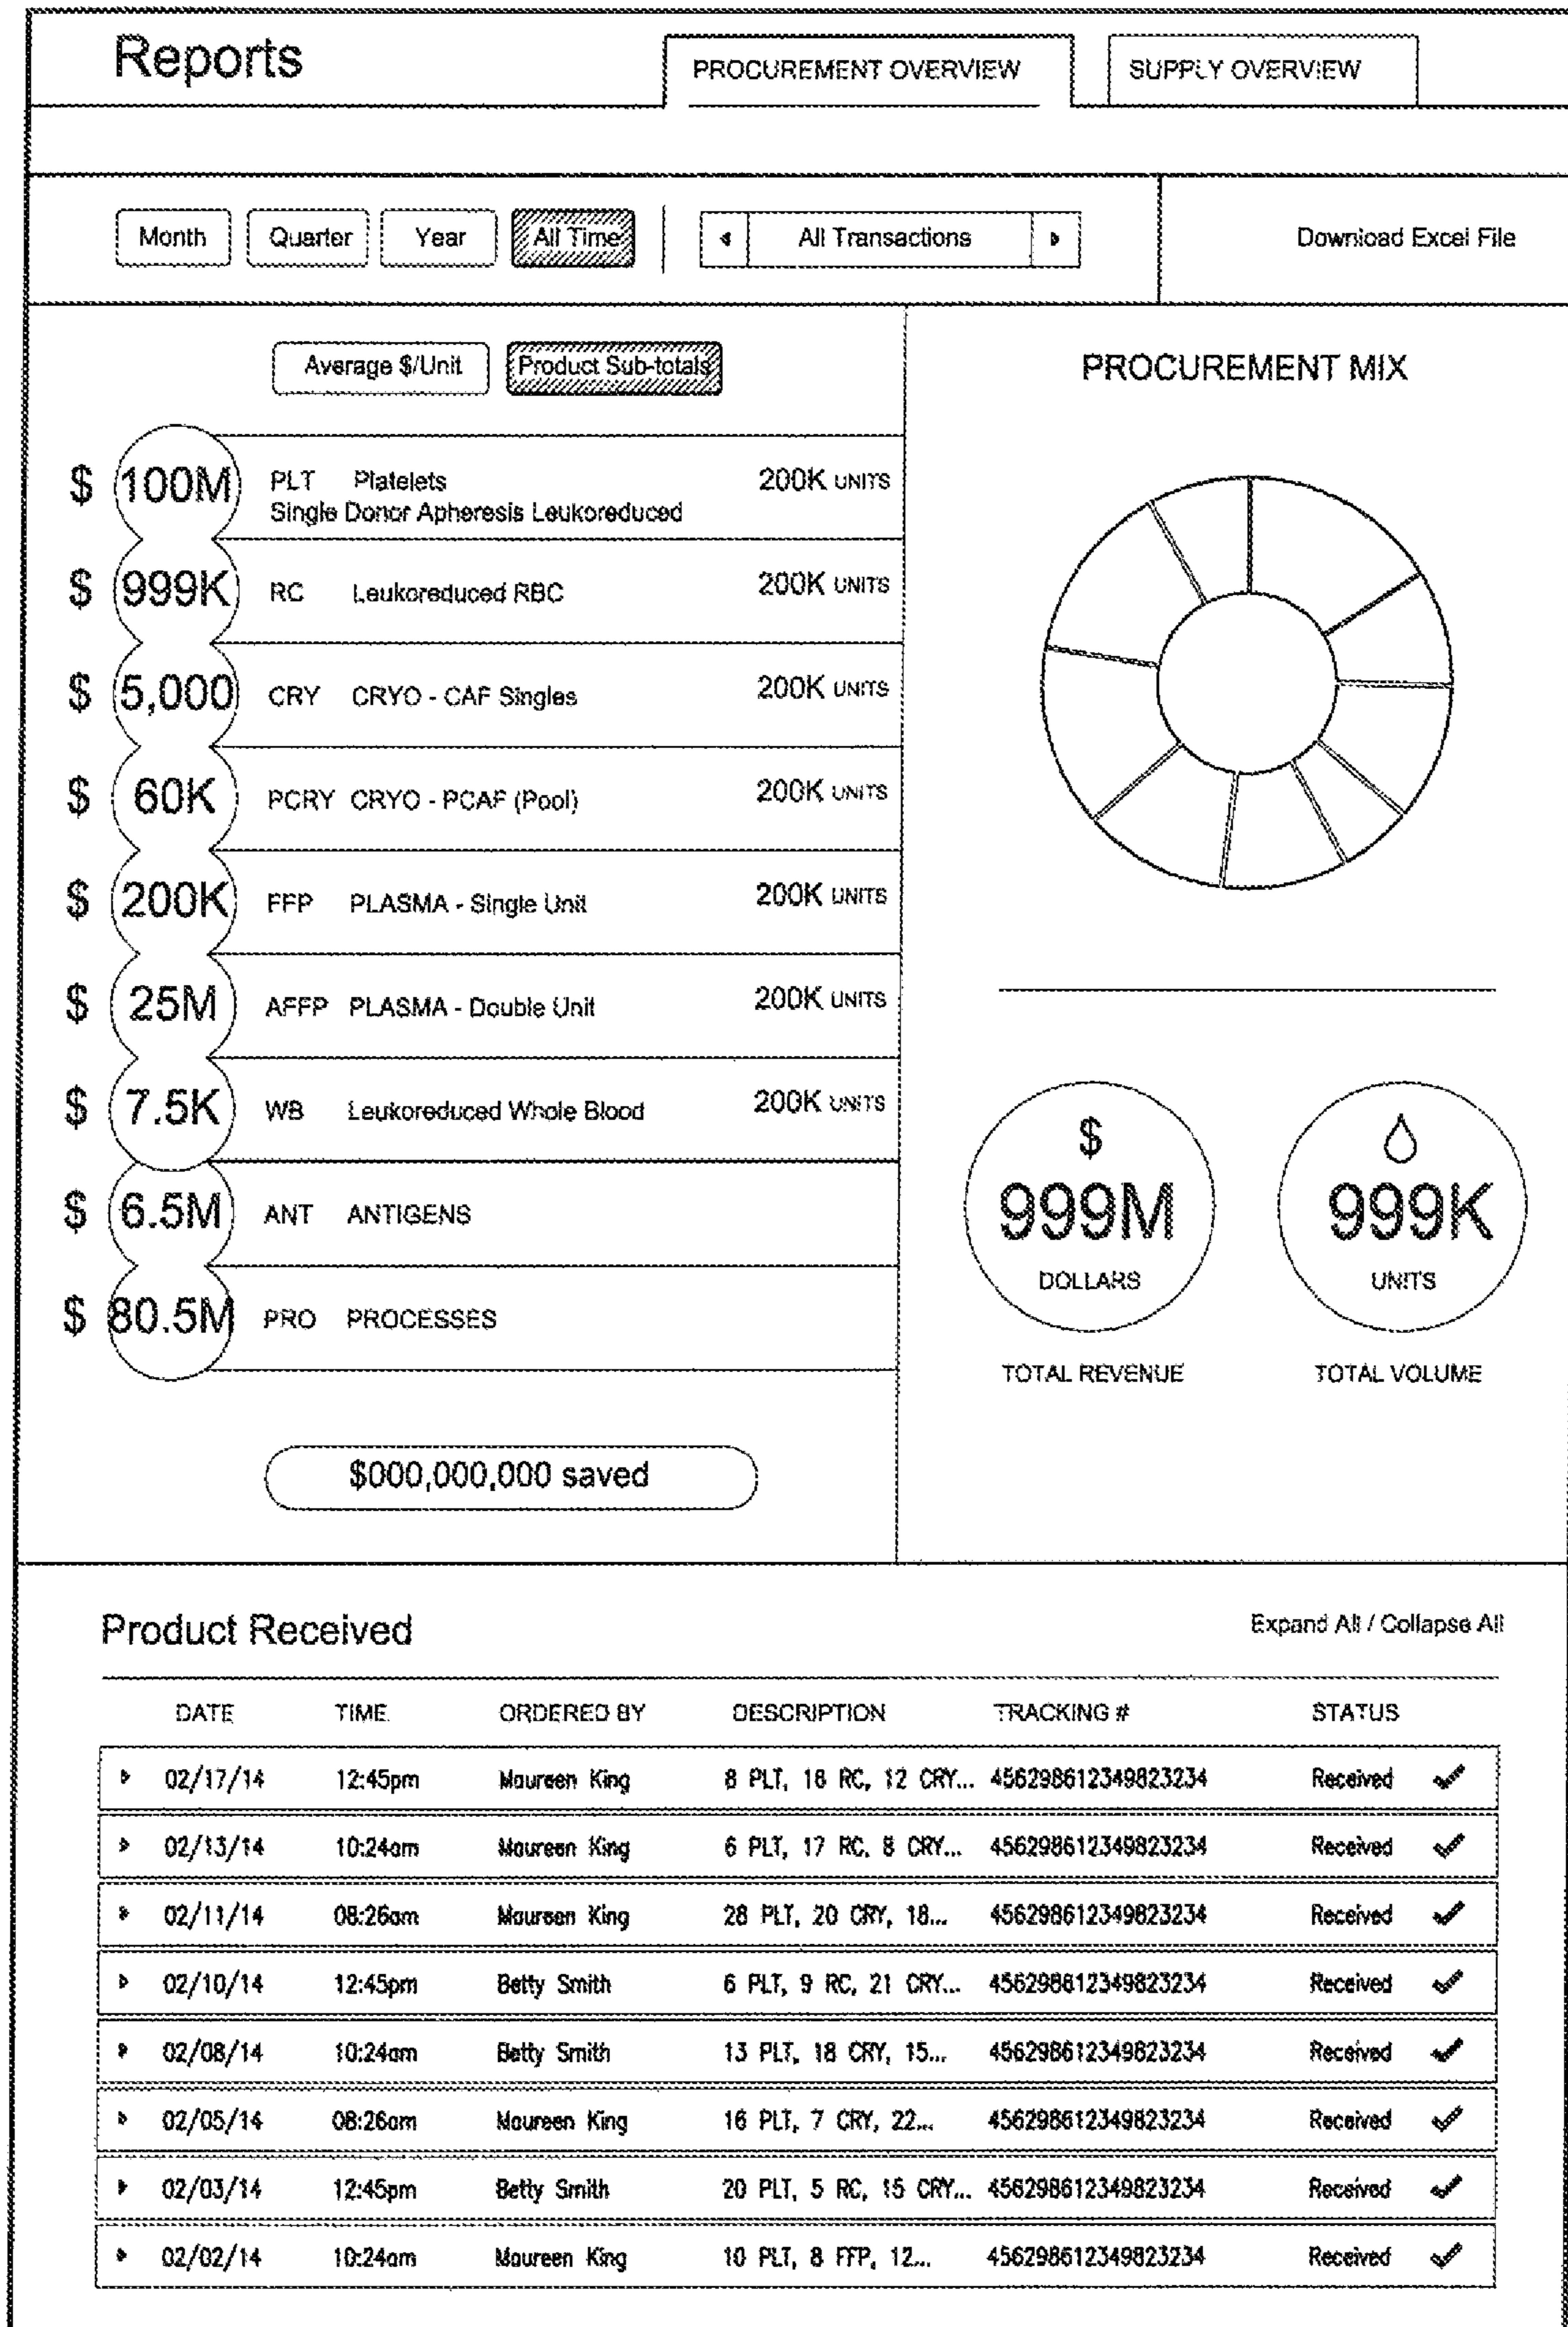 Reports
PROCUREMENT OVERVIEW
SUPPLY OVERVIEW
Month Quarter Year All Time
All Transactions
Download Excel File
Average $/Unit Product Sub-totals
$ 100M PLT Platelets 200K UNITS
Single Donor Apheresis Leukoreduced
$ 999K RC Leukoreduced RBC 200K UNITS
$ 5,000 CRY CRYO - CAF Singles 200K UNITS
$ 60K PCRY CRYO - PCAF (Pool) 200K UNITS
$ 200K FFP PLASMA - Single Unit 200K UNITS
$ 25M AFFP PLASMA - Double Unit 200K UNITS
$ 7.5K WB Leukoreduced Whole Blood 200K UNITS
$ 6.5M ANT ANTIGENS
$ 80.5M PRO PROCESSES
$000,000,000 saved
PROCUREMENT MIX
$
999M
DOLLARS
TOTAL REVENUE
999K
UNITS
TOTAL VOLUME
Product Received
Expand All / Collapse All
DATE TIME ORDERED BY DESCRIPTION TRACKING # STATUS
02/17/14 12:45pm Maureen King 8 PLT, 18 RC, 12 CRY... 456298612349823234 Received
02/13/14 10:24am Maureen King 6 PLT, 17 RC, 8 CRY... 456298612349823234 Received
02/11/14 08:26am Maureen King 28 PLT, 20 CRY, 18... 456298612349823234 Received
02/10/14 12:45pm Betty Smith 6 PLT, 9 RC, 21 CRY... 456298612349823234 Received
02/08/14 10:24am Betty Smith 13 PLT, 18 CRY, 15... 456298612349823234 Received
02/05/14 08:26am Maureen King 16 PLT, 7 CRY, 22... 456298612349823234 Received
02/03/14 12:45pm Betty Smith 20 PLT, 5 RC, 15 CRY... 456298612349823234 Received
02/02/14 10:24am Maureen King 10 PLT, 8 FFP, 12... 456298612349823234 Received